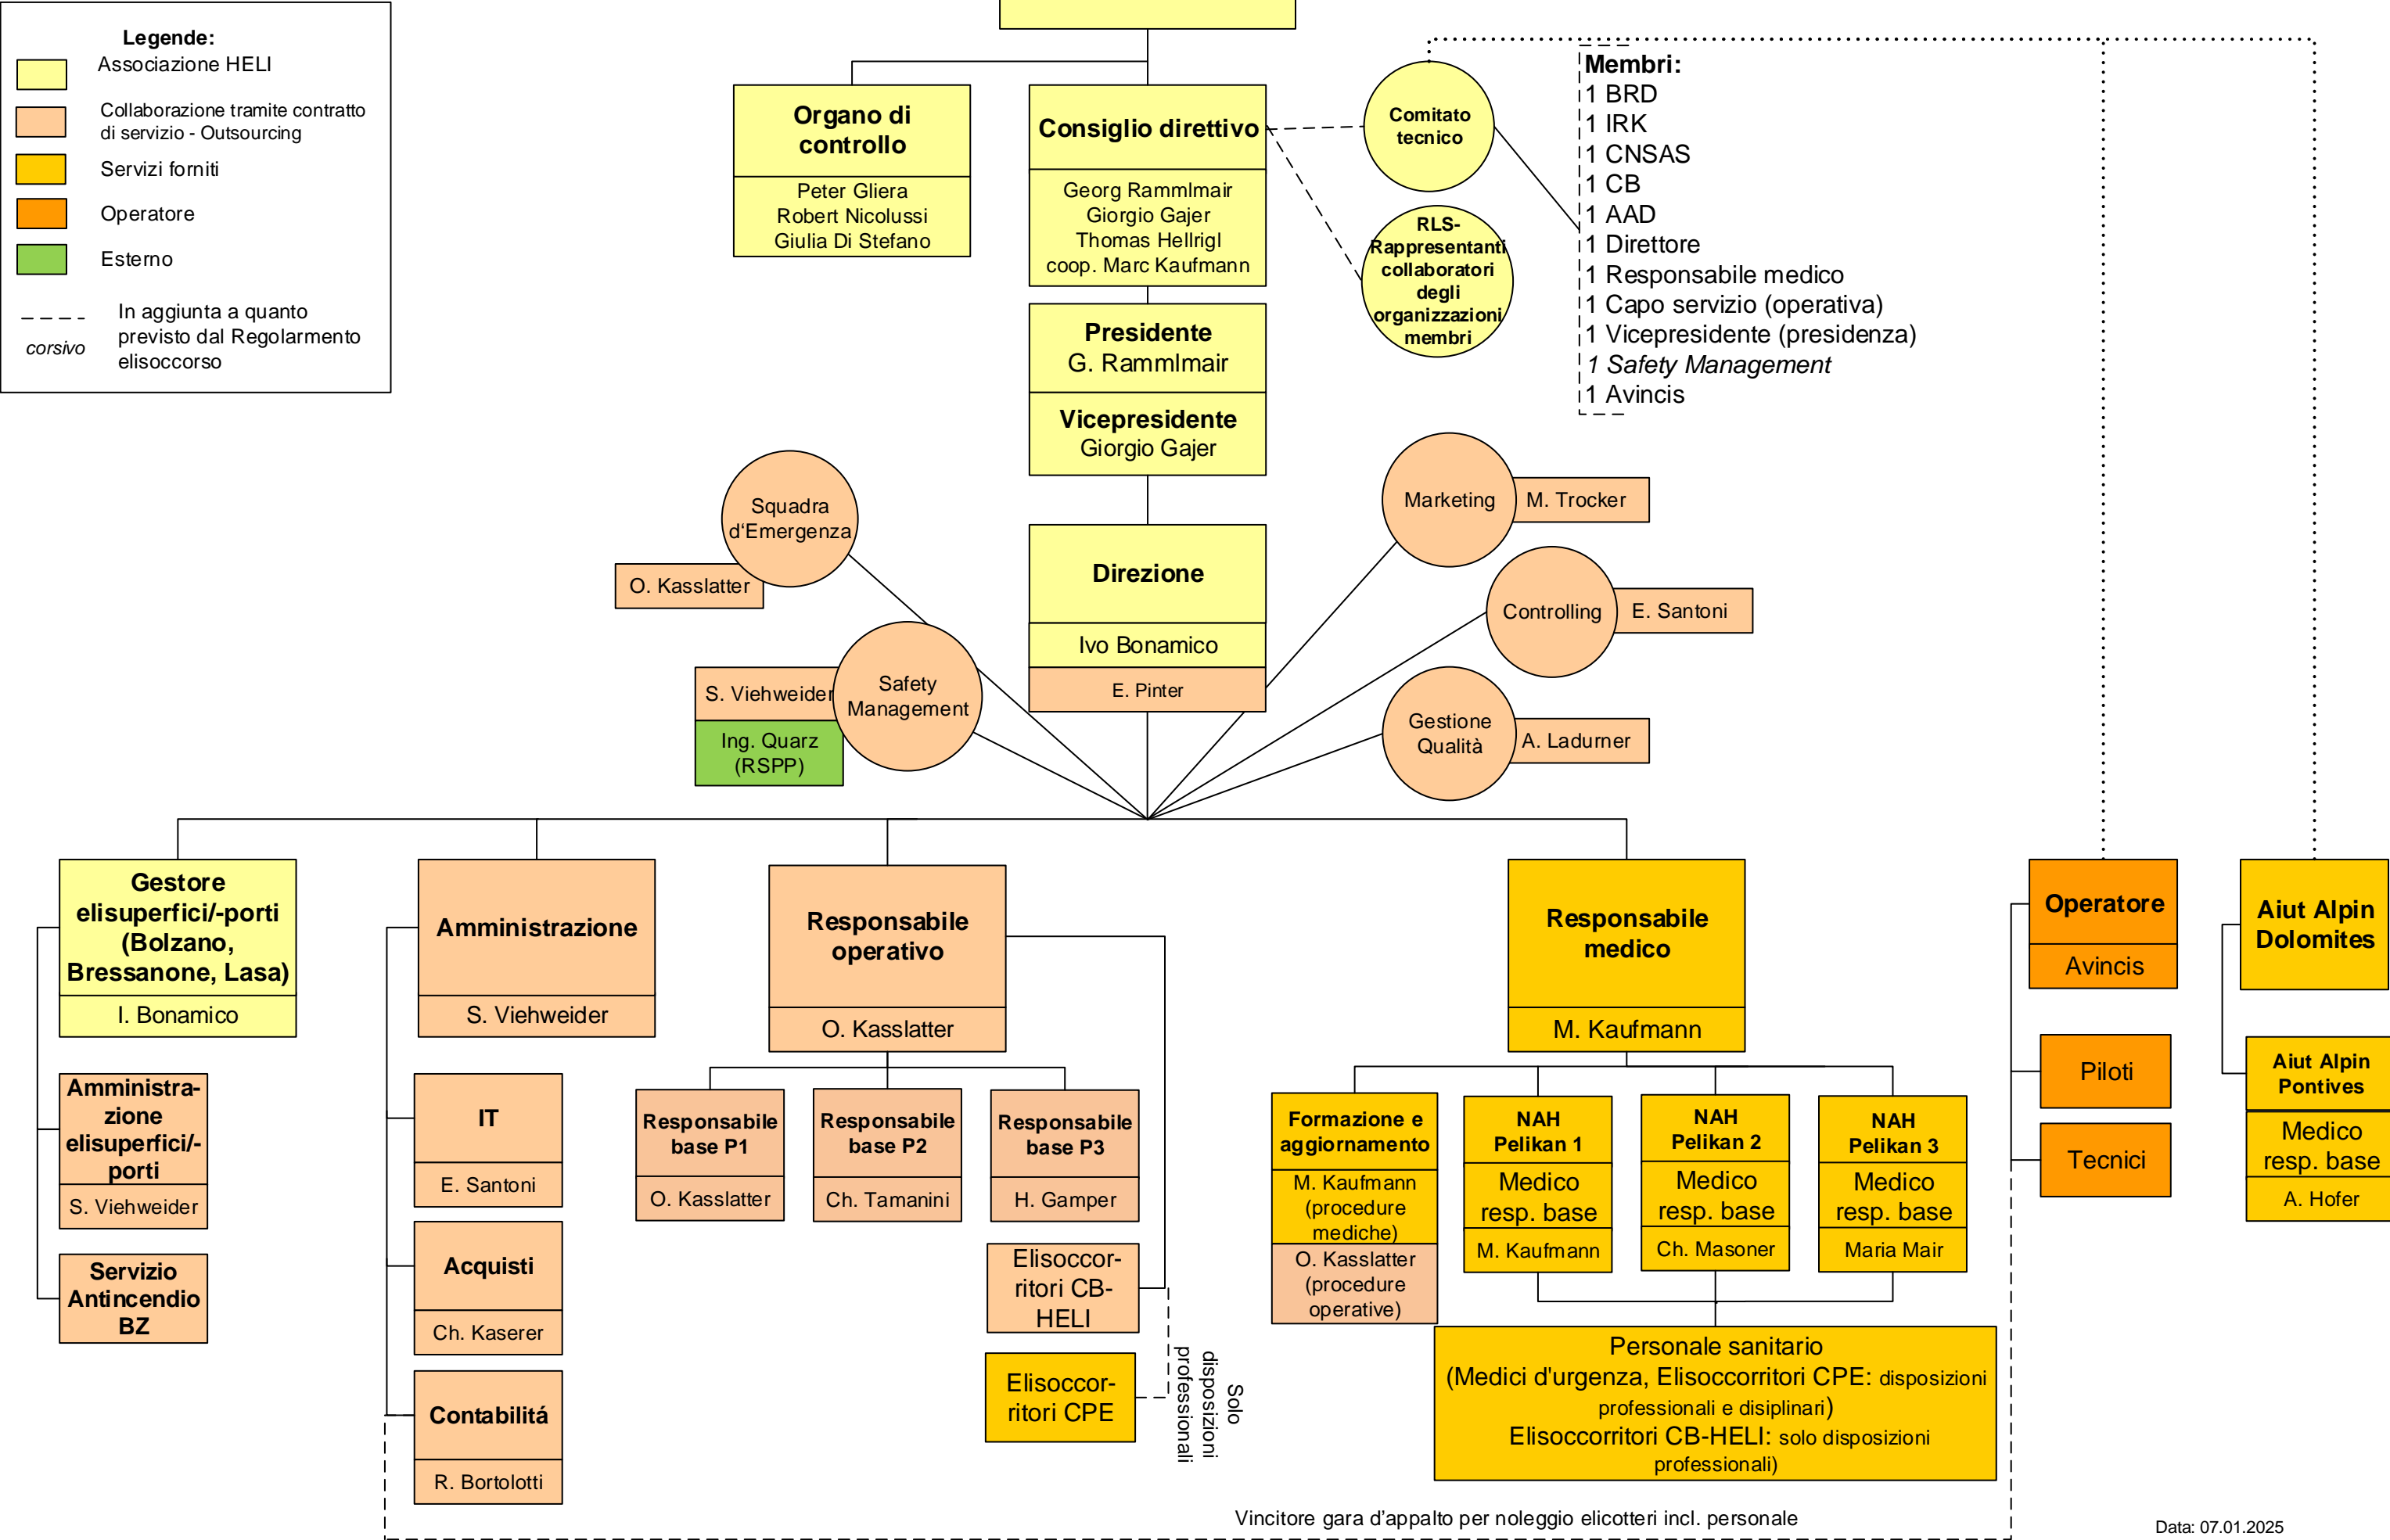 Legende:
Associazione HELI
Collaborazione tramite contratto
di servizio - Outsourcing
Servizi forniti
Operatore
Esterno
In aggiunta a quanto
previsto dal Regolarmento
elisoccorso
corsivo
Organo di
controllo
Peter Gliera
Robert Nicolussi
Giulia Di Stefano
Consiglio direttivo
Georg Rammlmair
Giorgio Gajer
Thomas Hellrigl
coop. Marc Kaufmann
Comitato
tecnico
RLS-
Rappresentanti
collaboratori
degli
organizzazioni
membri
Membri:
1 BRD
1 IRK
1 CNSAS
1 CB
1 AAD
1 Direttore
1 Responsabile medico
1 Capo servizio (operativa)
1 Vicepresidente (presidenza)
1 Safety Management
1 Avincis
Presidente
G. Rammlmair
Vicepresidente
Giorgio Gajer
Squadra
d‘Emergenza
O. Kasslatter
Safety
Management
S. Viehweider
Ing. Quarz
(RSPP)
Direzione
Ivo Bonamico
E. Pinter
Marketing
M. Trocker
Controlling
E. Santoni
Gestione
Qualità
A. Ladurner
Gestore
elisuperfici/-porti
(Bolzano,
Bressanone, Lasa)
I. Bonamico
Amministra-
zione
elisuperfici/-
porti
S. Viehweider
Servizio
Antincendio
BZ
Amministrazione
S. Viehweider
IT
E. Santoni
Acquisti
Ch. Kaserer
Contabilitá
R. Bortolotti
Responsabile
operativo
O. Kasslatter
Responsabile
base P1
O. Kasslatter
Responsabile
base P2
Ch. Tamanini
Responsabile
base P3
H. Gamper
Elisoccor-
ritori CB-
HELI
Elisoccor-
ritori CPE
Solo
disposizioni
professionali
Responsabile
medico
M. Kaufmann
Formazione e
aggiornamento
M. Kaufmann
(procedure
mediche)
O. Kasslatter
(procedure
operative)
NAH
Pelikan 1
Medico
resp. base
M. Kaufmann
NAH
Pelikan 2
Medico
resp. base
Ch. Masoner
NAH
Pelikan 3
Medico
resp. base
Maria Mair
Personale sanitario
(Medici d'urgenza, Elisoccorritori CPE: disposizioni
professionali e disiplinari)
Elisoccorritori CB-HELI: solo disposizioni
professionali)
Operatore
Avincis
Piloti
Tecnici
Aiut Alpin
Dolomites
Aiut Alpin
Pontives
Medico
resp. base
A. Hofer
Vincitore gara d’appalto per noleggio elicotteri incl. personale
Data: 07.01.2025